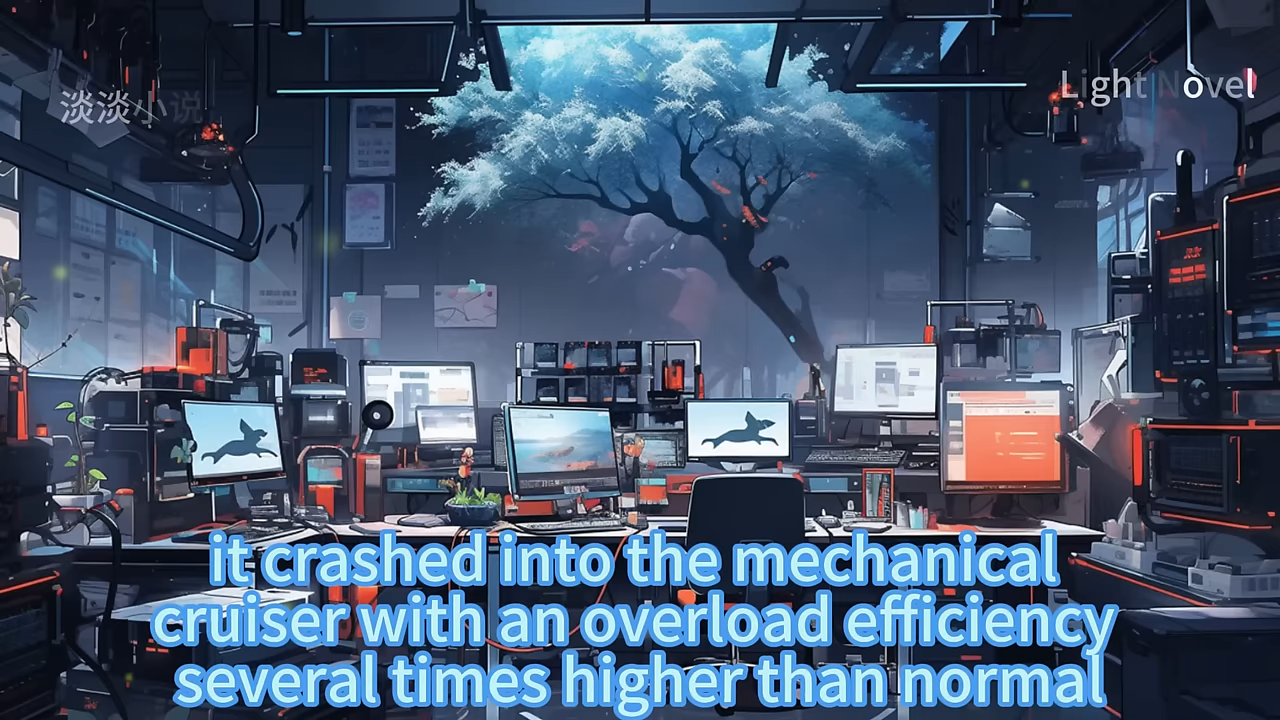 淡淡小说
Light Novel
it crashed into the mechanical
cruiser with an overload efficiency
several times higher than normal